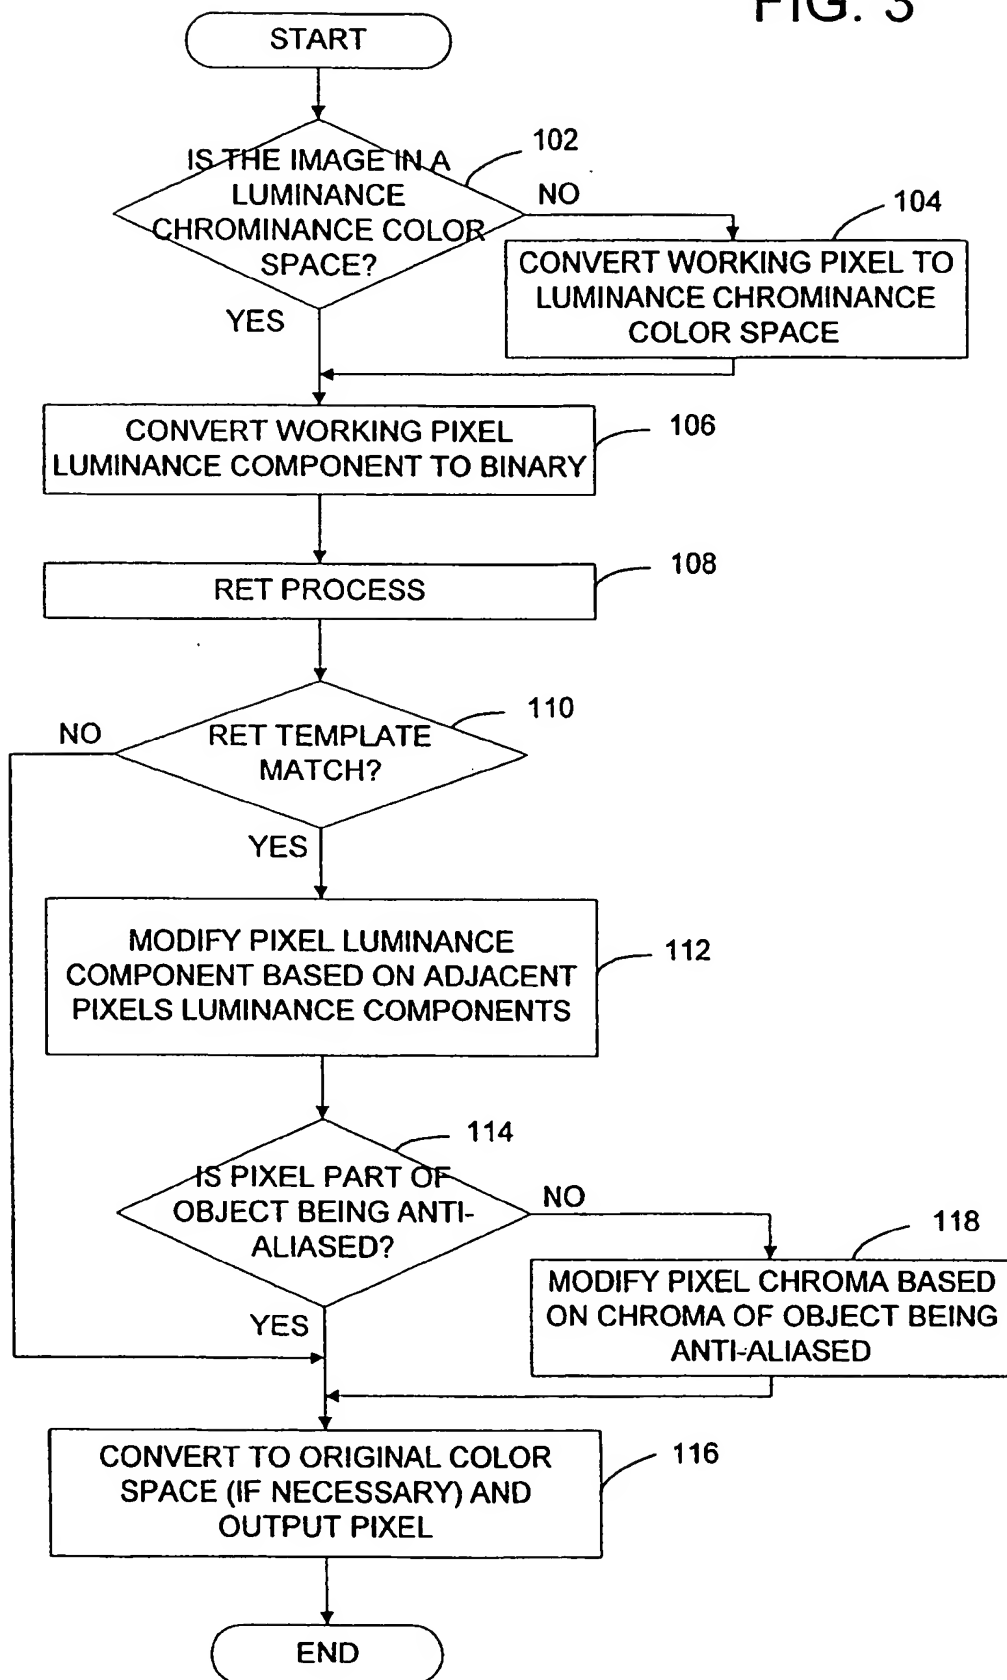 FIG. 3
START
IS THE IMAGE IN A
LUMINANCE
CHROMINANCE COLOR
SPACE?
102
NO
YES
104
CONVERT WORKING PIXEL TO
LUMINANCE CHROMINANCE
COLOR SPACE
CONVERT WORKING PIXEL
LUMINANCE COMPONENT TO BINARY
106
RET PROCESS
108
RET TEMPLATE
MATCH?
110
NO
YES
MODIFY PIXEL LUMINANCE
COMPONENT BASED ON ADJACENT
PIXELS LUMINANCE COMPONENTS
112
IS PIXEL PART OF
OBJECT BEING ANTI-
ALIASED?
114
NO
YES
118
MODIFY PIXEL CHROMA BASED
ON CHROMA OF OBJECT BEING
ANTI-ALIASED
CONVERT TO ORIGINAL COLOR
SPACE (IF NECESSARY) AND
OUTPUT PIXEL
116
END